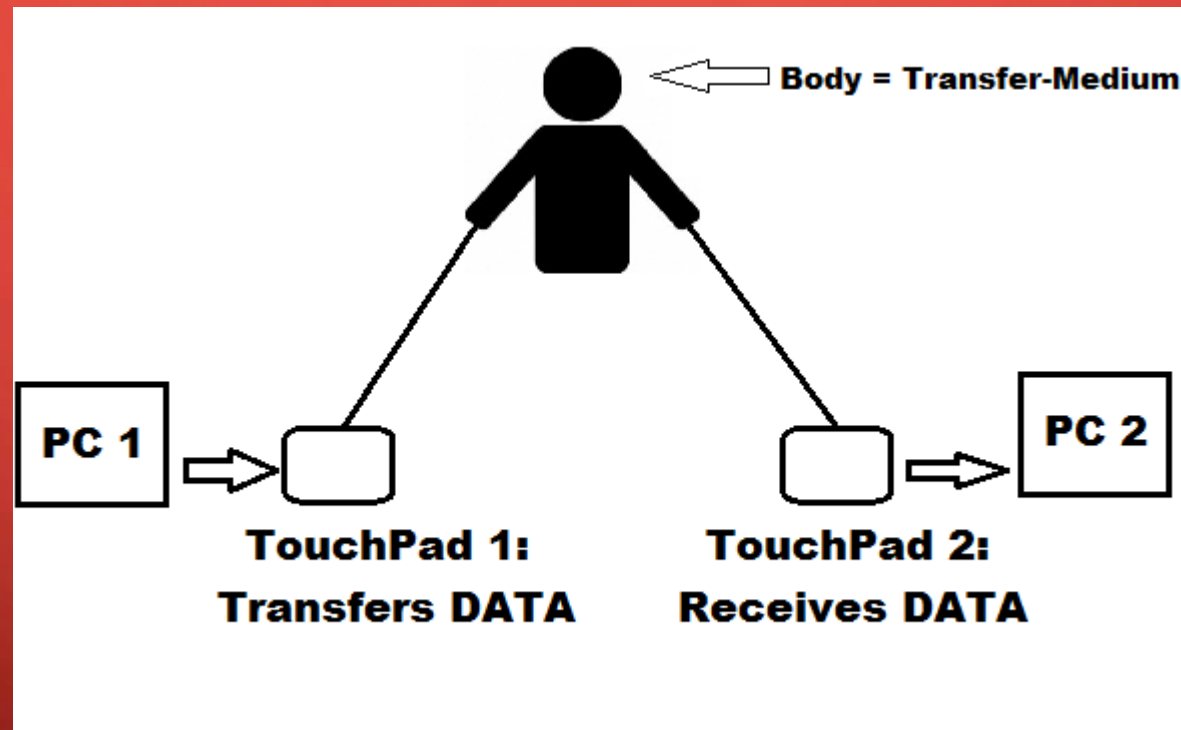 Body = Transfer-Medium
PC 1
PC 2
TouchPad 1:
Transfers DATA
TouchPad 2:
Receives DATA